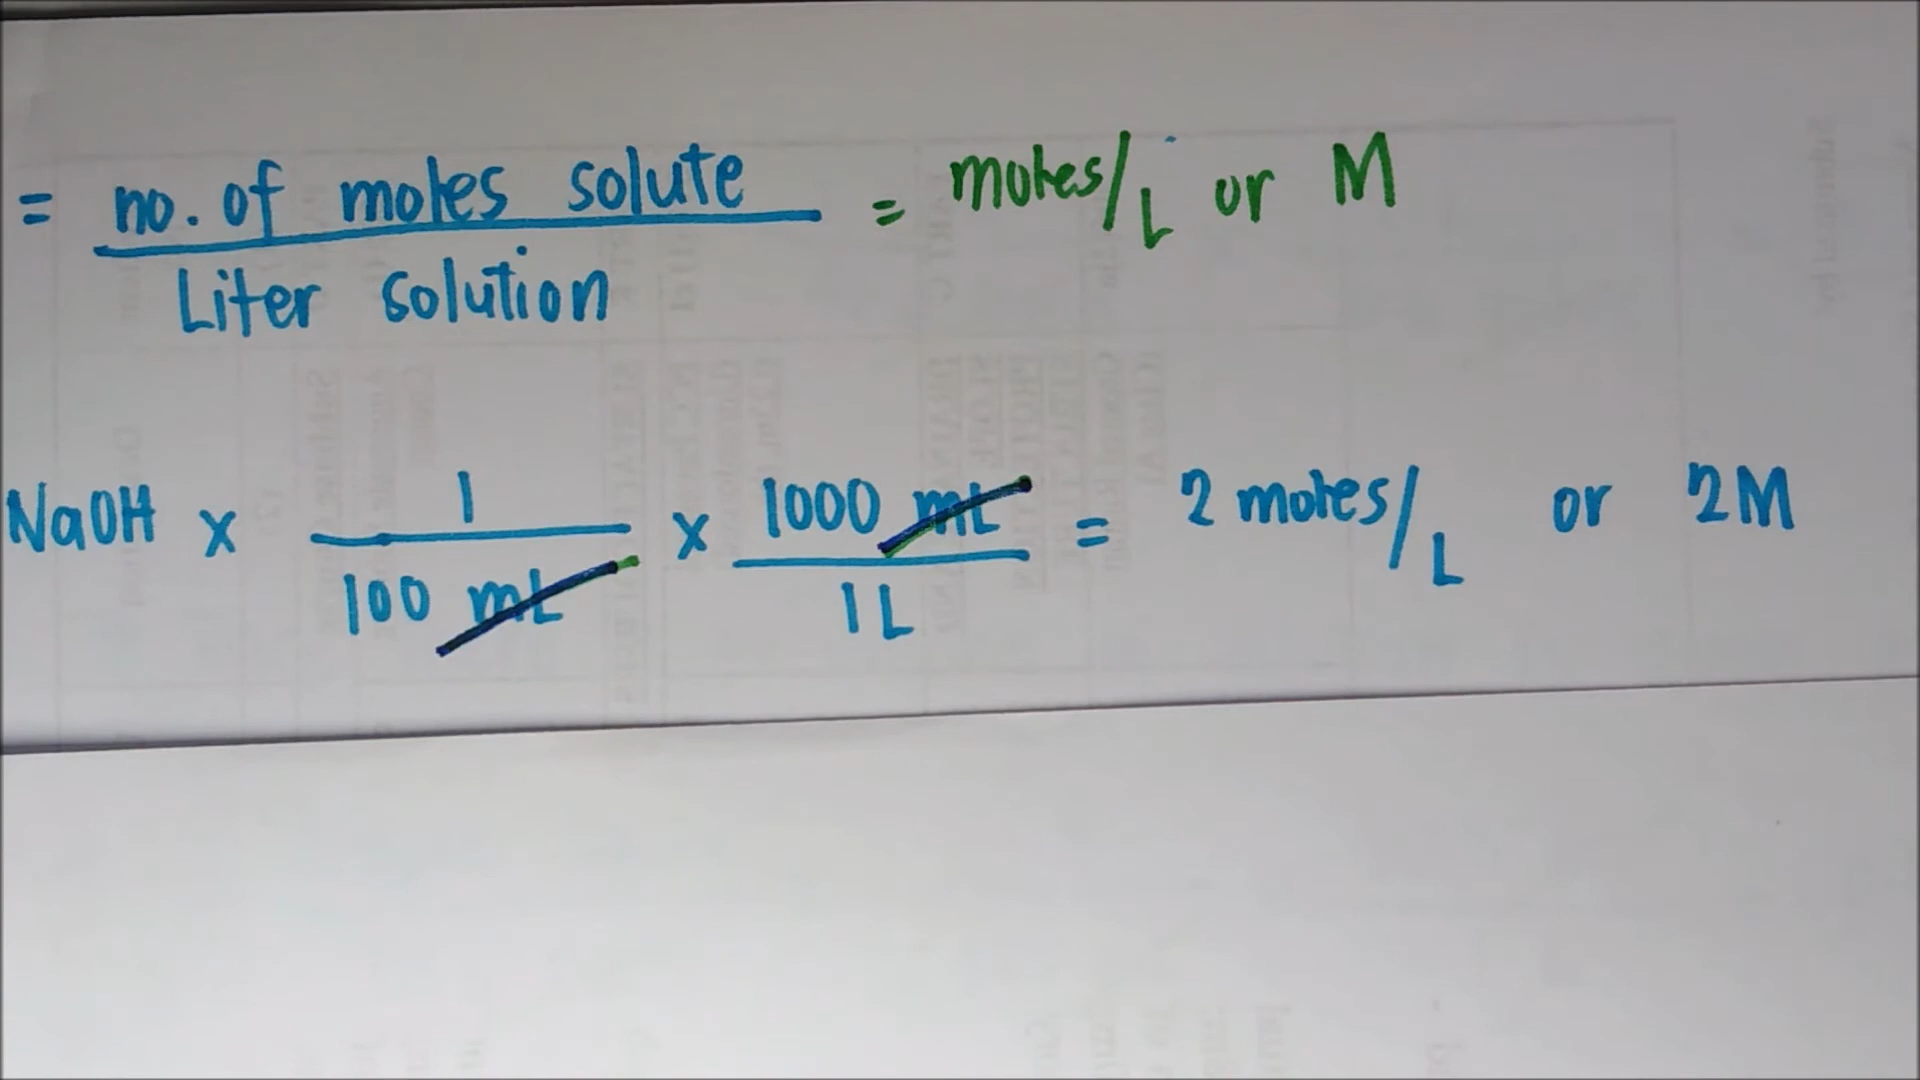 = no. of moles solute = moles/L or M
Liter solution
NaOH x 1 x 1000 mL = 2 moles/L or 2M
100 mL 1L